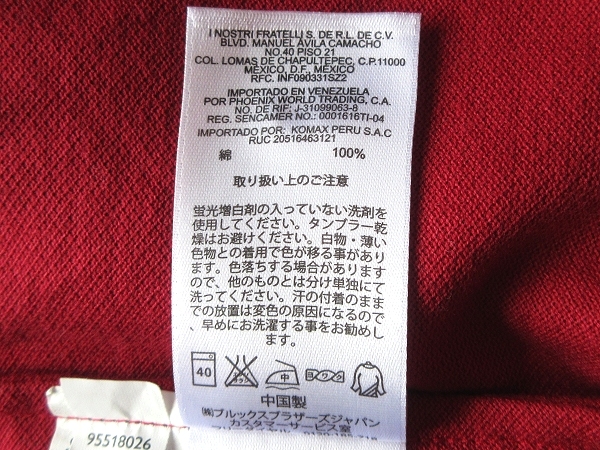 I NOSTRI FRATELLI S. DE R.L. DE C.V.
BLVD. MANUEL ÁVILA CAMACHO
NO.40 PISO 21
COL. LOMAS DE CHAPULTEPEC, C.P.11000
MÉXICO, D.F., MÉXICO
RFC. INF090331SZ2
IMPORTADO EN VENEZUELA
POR PHOENIX WORLD TRADING, C.A.
NO. DE RIF: J-31099063-8
REG. SENCAMER NO.: 0001616TI-04
IMPORTADO POR: KOMAX PERU S.A.C
RUC 20516463121
綿 100%
取り扱い上のご注意
蛍光増白剤の入っていない洗剤を
使用してください。タンブラー乾
燥はお避けください。白物・薄い
色物との着用で色が移る事があり
ます。色落ちする場合があります
ので、他のものとは分け単独にて
洗ってください。汗の付着のまま
での放置は変色の原因になるので
、早めにお洗濯する事をお勧めし
ます。
40 中 ヨワク
中国製
㈱ブルックスブラザーズジャパン
カスタマーサービス室
95518026